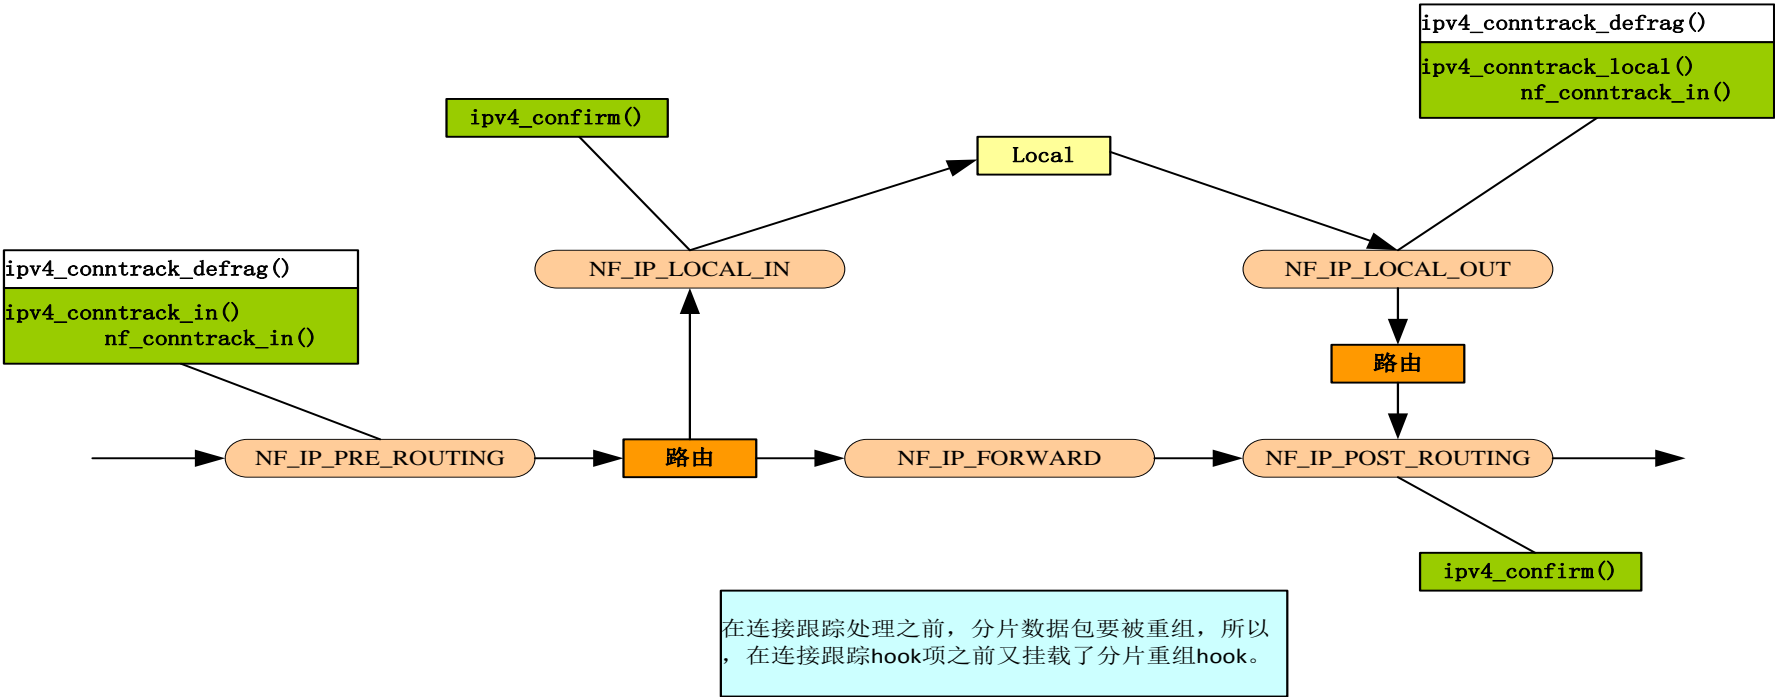 ipv4_conntrack_defrag()
ipv4_conntrack_local()
nf_conntrack_in()
ipv4_confirm()
Local
ipv4_conntrack_defrag()
ipv4_conntrack_in()
nf_conntrack_in()
NF_IP_LOCAL_IN
NF_IP_LOCAL_OUT
路由
NF_IP_PRE_ROUTING
路由
NF_IP_FORWARD
NF_IP_POST_ROUTING
ipv4_confirm()
在连接跟踪处理之前，分片数据包要被重组，所以
，在连接跟踪hook项之前又挂载了分片重组hook。